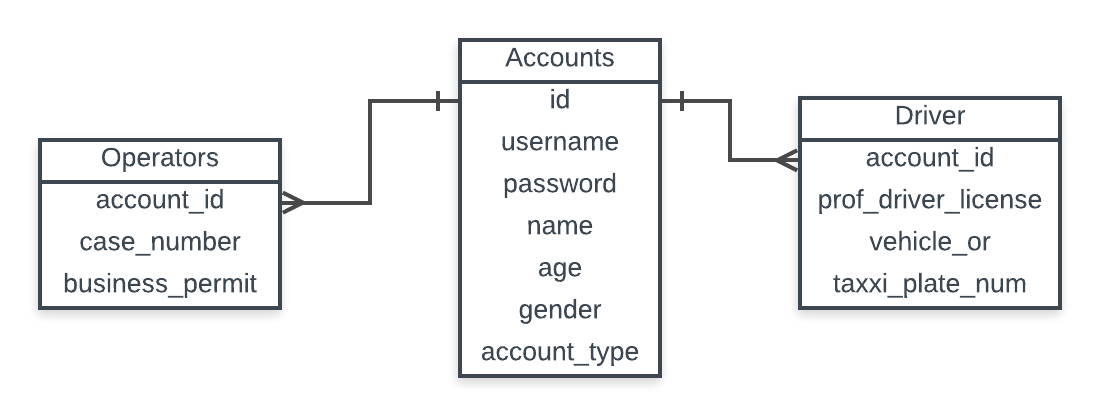 Operators
account_id
case_number
business_permit
Accounts
id
username
password
name
age
gender
account_type
Driver
account_id
prof_driver_license
vehicle_or
taxxi_plate_num